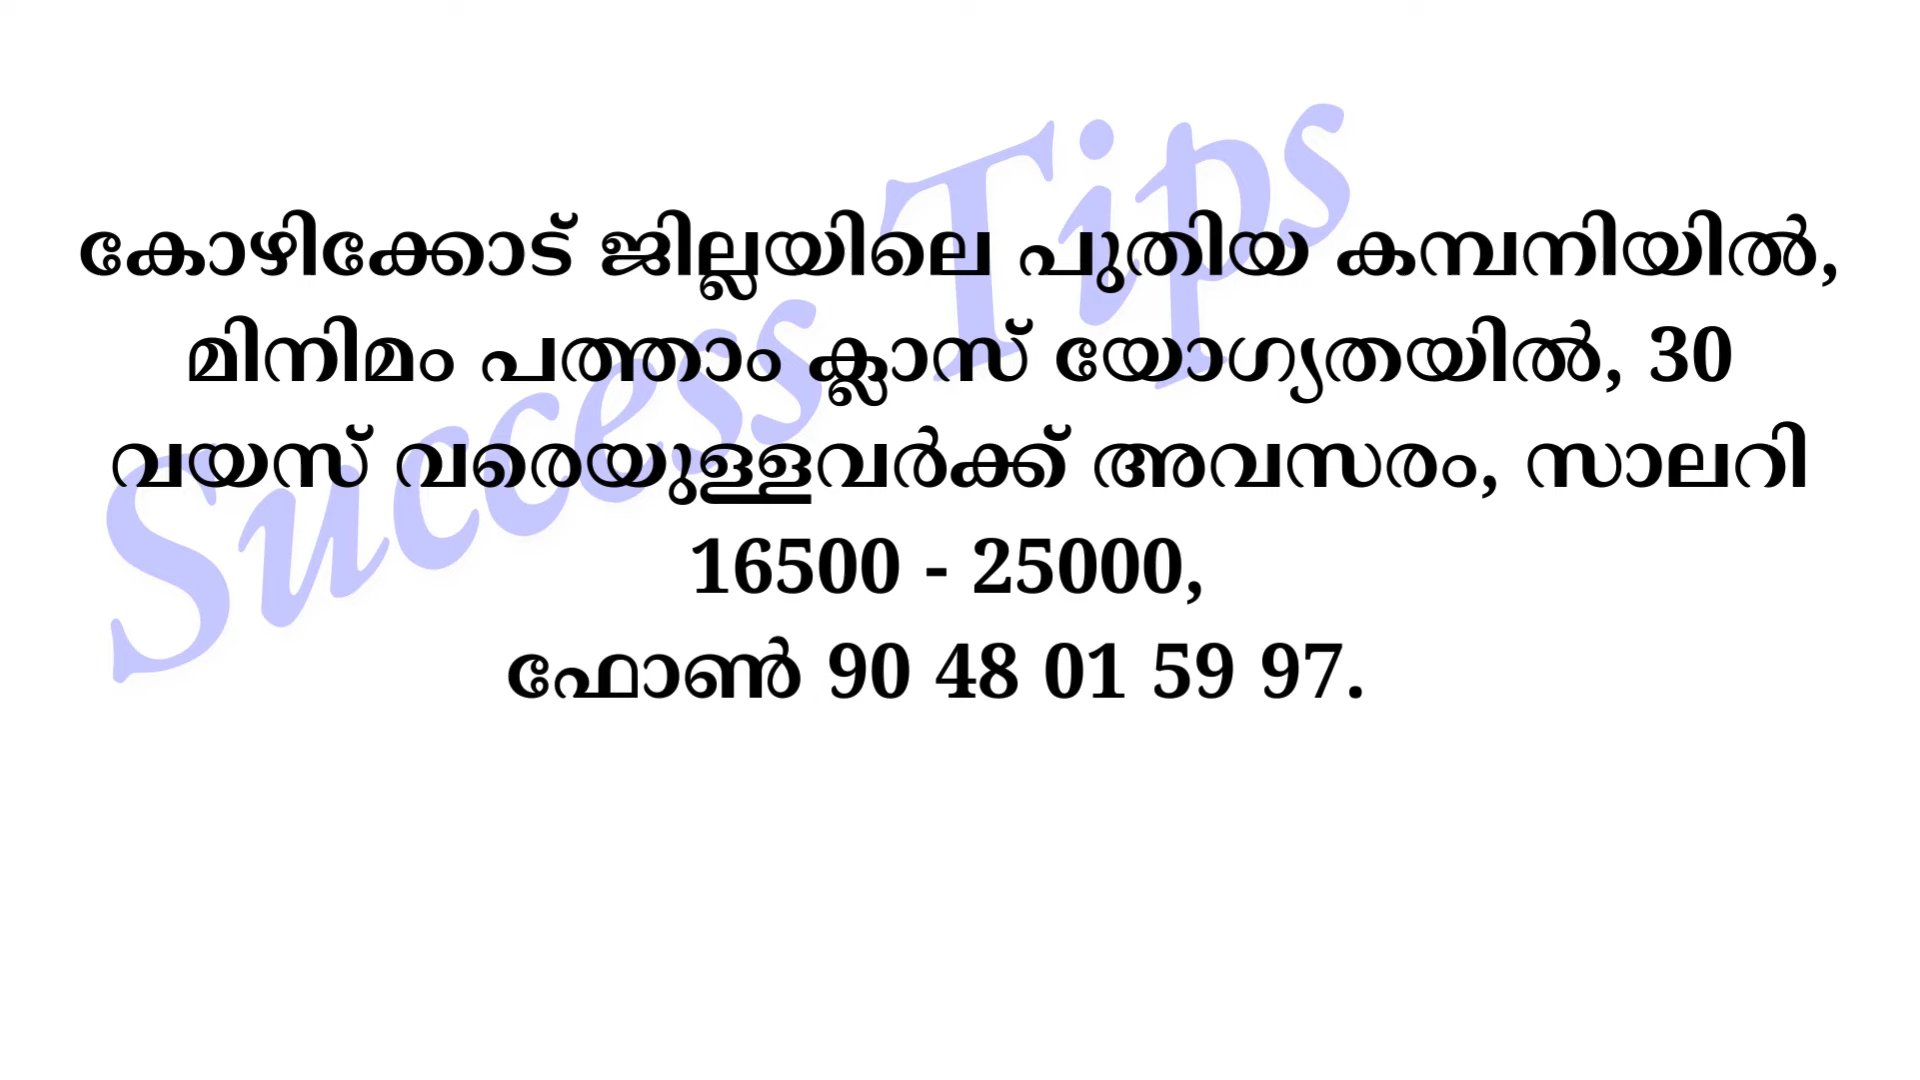 കോഴിക്കോട് ജില്ലയിലെ പുതിയ കമ്പനിയിൽ,
മിനിമം പത്താം ക്ലാസ് യോഗ്യതയിൽ, 30
വയസ് വരെയുള്ളവർക്ക് അവസരം, സാലറി
16500 - 25000,
ഫോൺ 90 48 01 59 97.
Success Tips